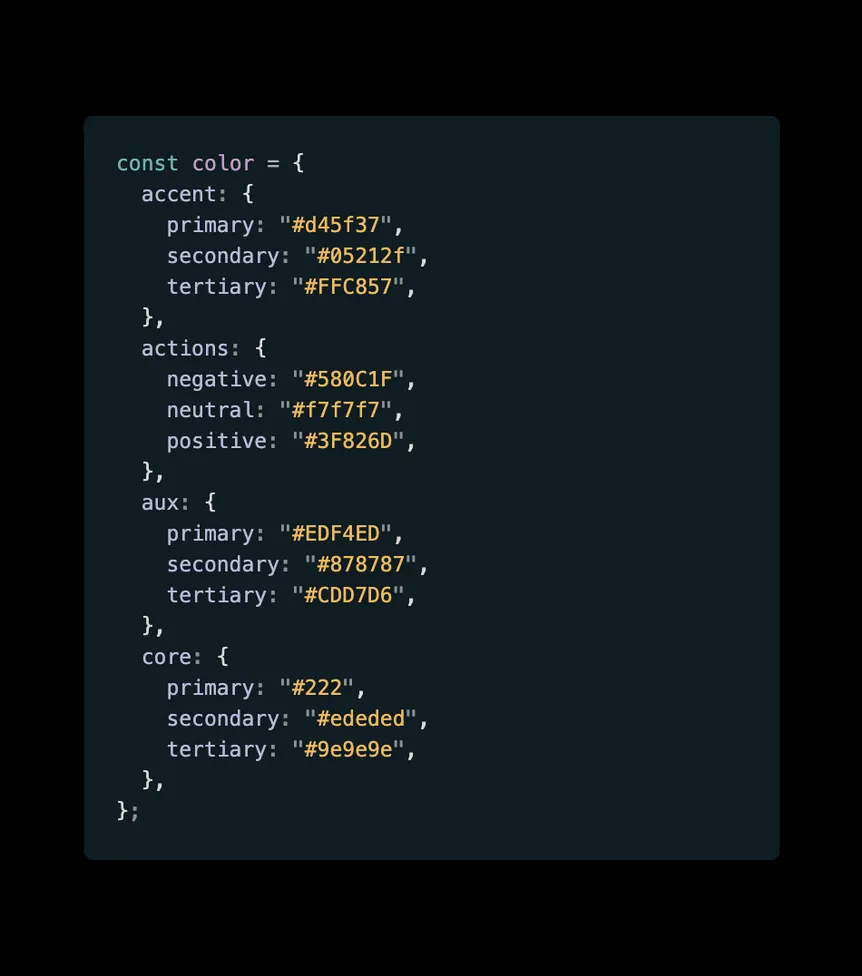 const color = {
  accent: {
    primary: "#d45f37",
    secondary: "#05212f",
    tertiary: "#FFC857",
  },
  actions: {
    negative: "#580C1F",
    neutral: "#f7f7f7",
    positive: "#3F826D",
  },
  aux: {
    primary: "#EDF4ED",
    secondary: "#878787",
    tertiary: "#CDD7D6",
  },
  core: {
    primary: "#222",
    secondary: "#ededed",
    tertiary: "#9e9e9e",
  },
};